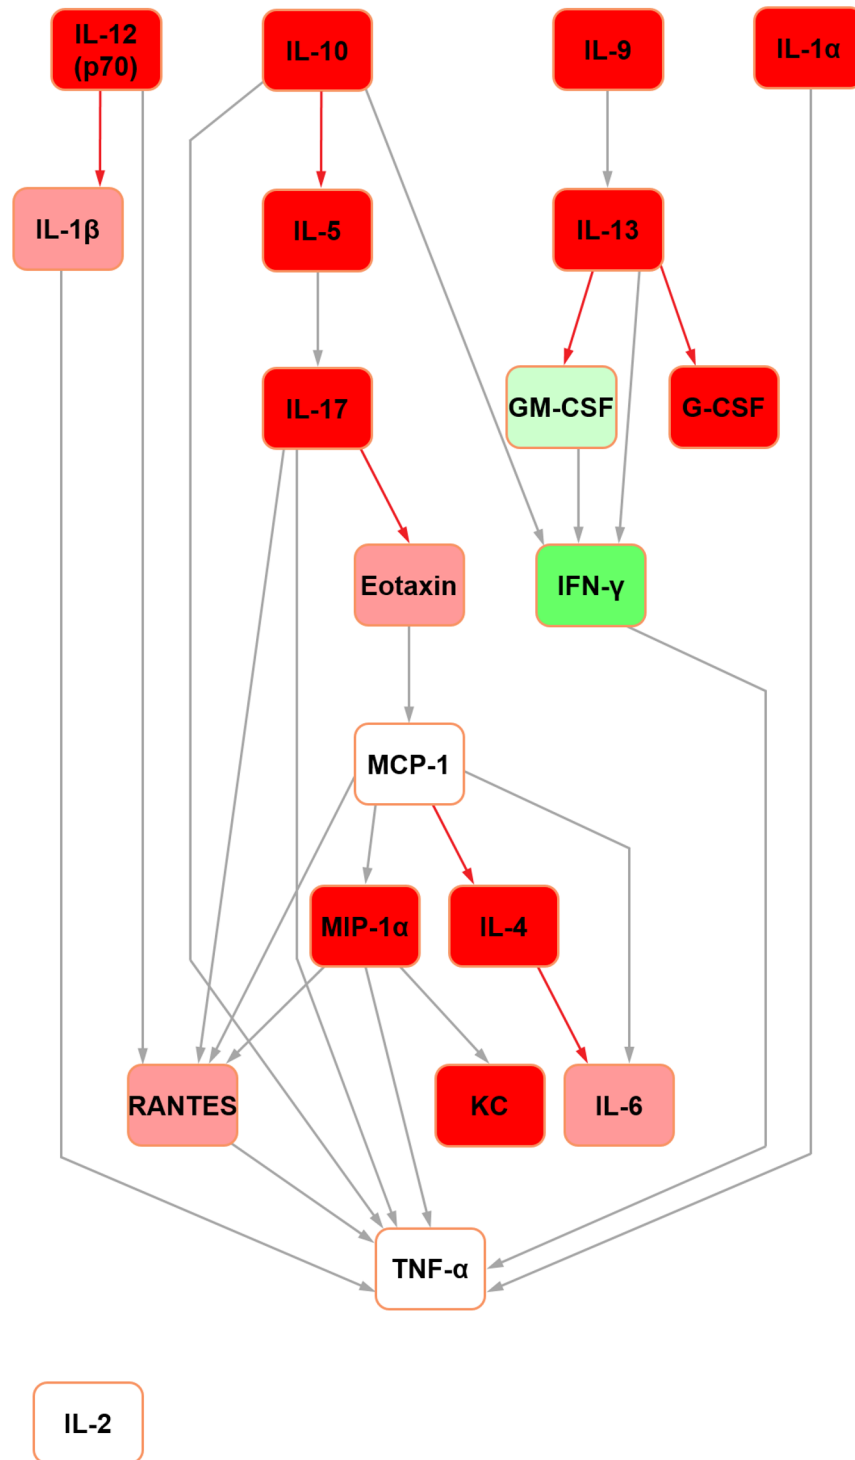 IL-12
(p70)
IL-10
IL-9
IL-1α
IL-1β
IL-5
IL-13
IL-17
GM-CSF
G-CSF
Eotaxin
IFN-γ
MCP-1
MIP-1α
IL-4
RANTES
KC
IL-6
TNF-α
IL-2